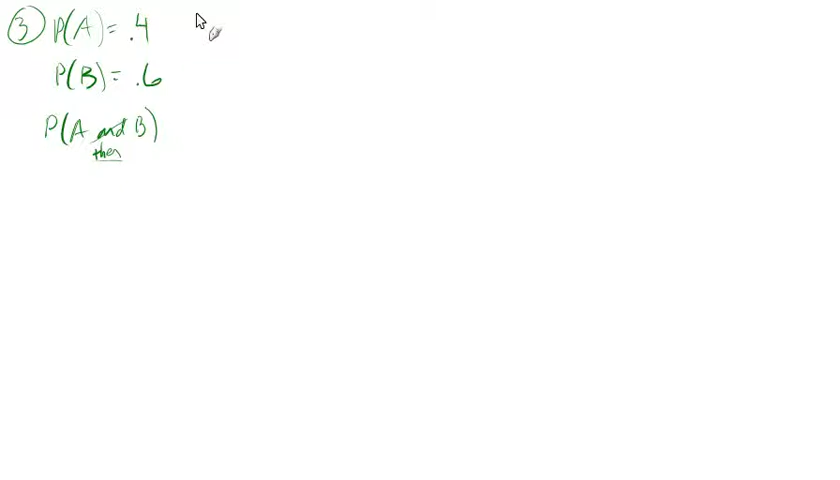 ③ P(A) = .4
P(B) = .6
P(A and B)
then